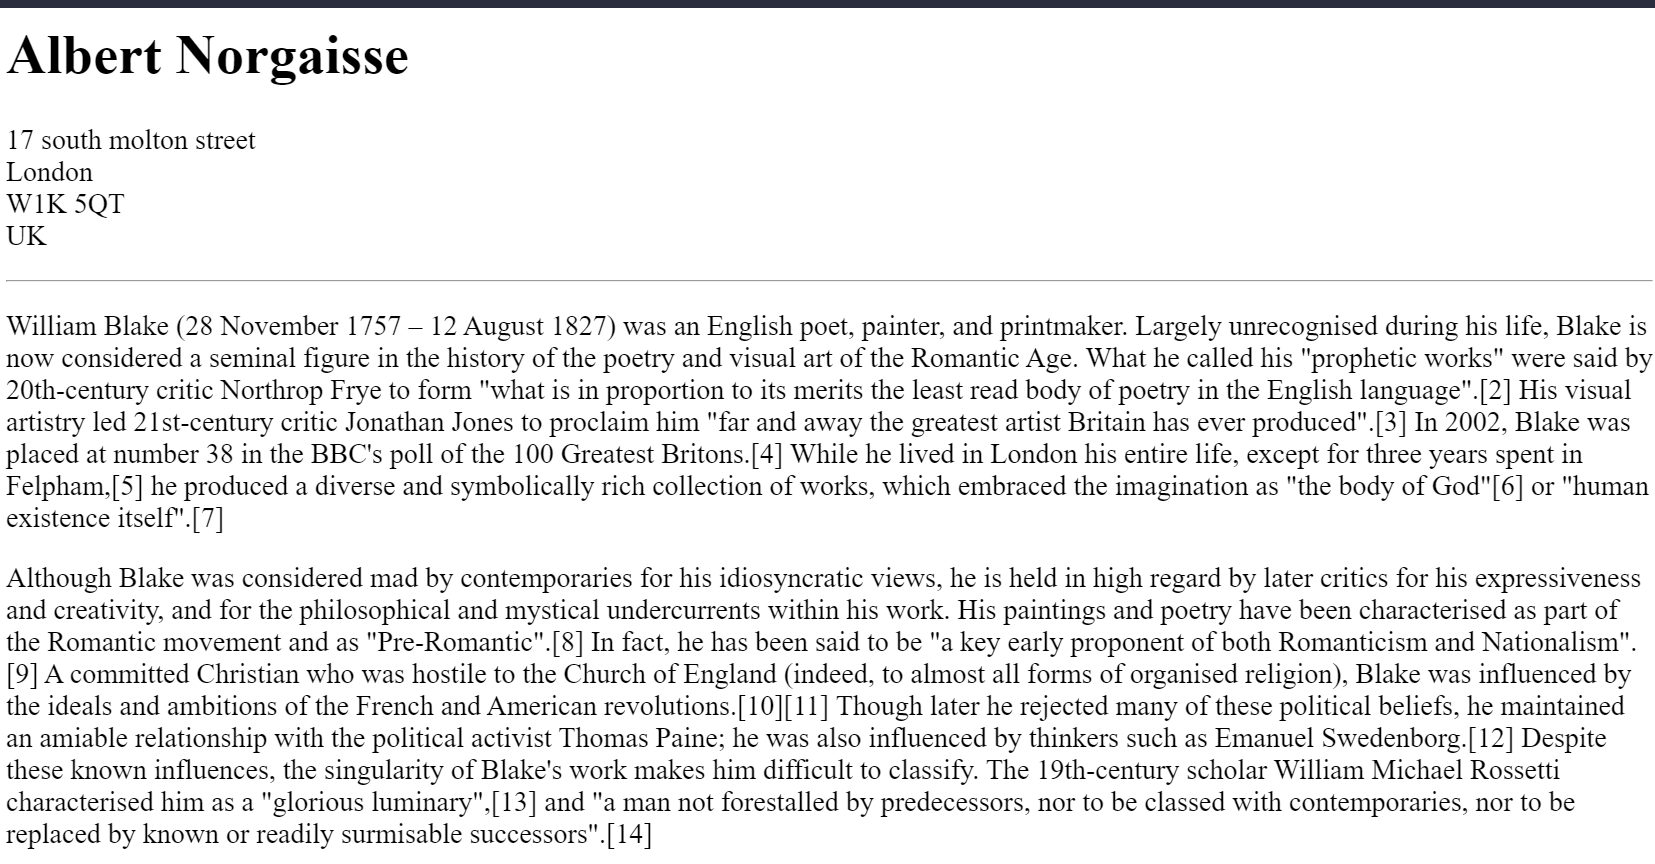 Albert Norgaisse
17 south molton street
London
W1K 5QT
UK
William Blake (28 November 1757 – 12 August 1827) was an English poet, painter, and printmaker. Largely unrecognised during his life, Blake is
now considered a seminal figure in the history of the poetry and visual art of the Romantic Age. What he called his "prophetic works" were said by
20th-century critic Northrop Frye to form "what is in proportion to its merits the least read body of poetry in the English language".[2] His visual
artistry led 21st-century critic Jonathan Jones to proclaim him "far and away the greatest artist Britain has ever produced".[3] In 2002, Blake was
placed at number 38 in the BBC's poll of the 100 Greatest Britons.[4] While he lived in London his entire life, except for three years spent in
Felpham,[5] he produced a diverse and symbolically rich collection of works, which embraced the imagination as "the body of God"[6] or "human
existence itself".[7]
Although Blake was considered mad by contemporaries for his idiosyncratic views, he is held in high regard by later critics for his expressiveness
and creativity, and for the philosophical and mystical undercurrents within his work. His paintings and poetry have been characterised as part of
the Romantic movement and as "Pre-Romantic".[8] In fact, he has been said to be "a key early proponent of both Romanticism and Nationalism".
[9] A committed Christian who was hostile to the Church of England (indeed, to almost all forms of organised religion), Blake was influenced by
the ideals and ambitions of the French and American revolutions.[10][11] Though later he rejected many of these political beliefs, he maintained
an amiable relationship with the political activist Thomas Paine; he was also influenced by thinkers such as Emanuel Swedenborg.[12] Despite
these known influences, the singularity of Blake's work makes him difficult to classify. The 19th-century scholar William Michael Rossetti
characterised him as a "glorious luminary",[13] and "a man not forestalled by predecessors, nor to be classed with contemporaries, nor to be
replaced by known or readily surmisable successors".[14]